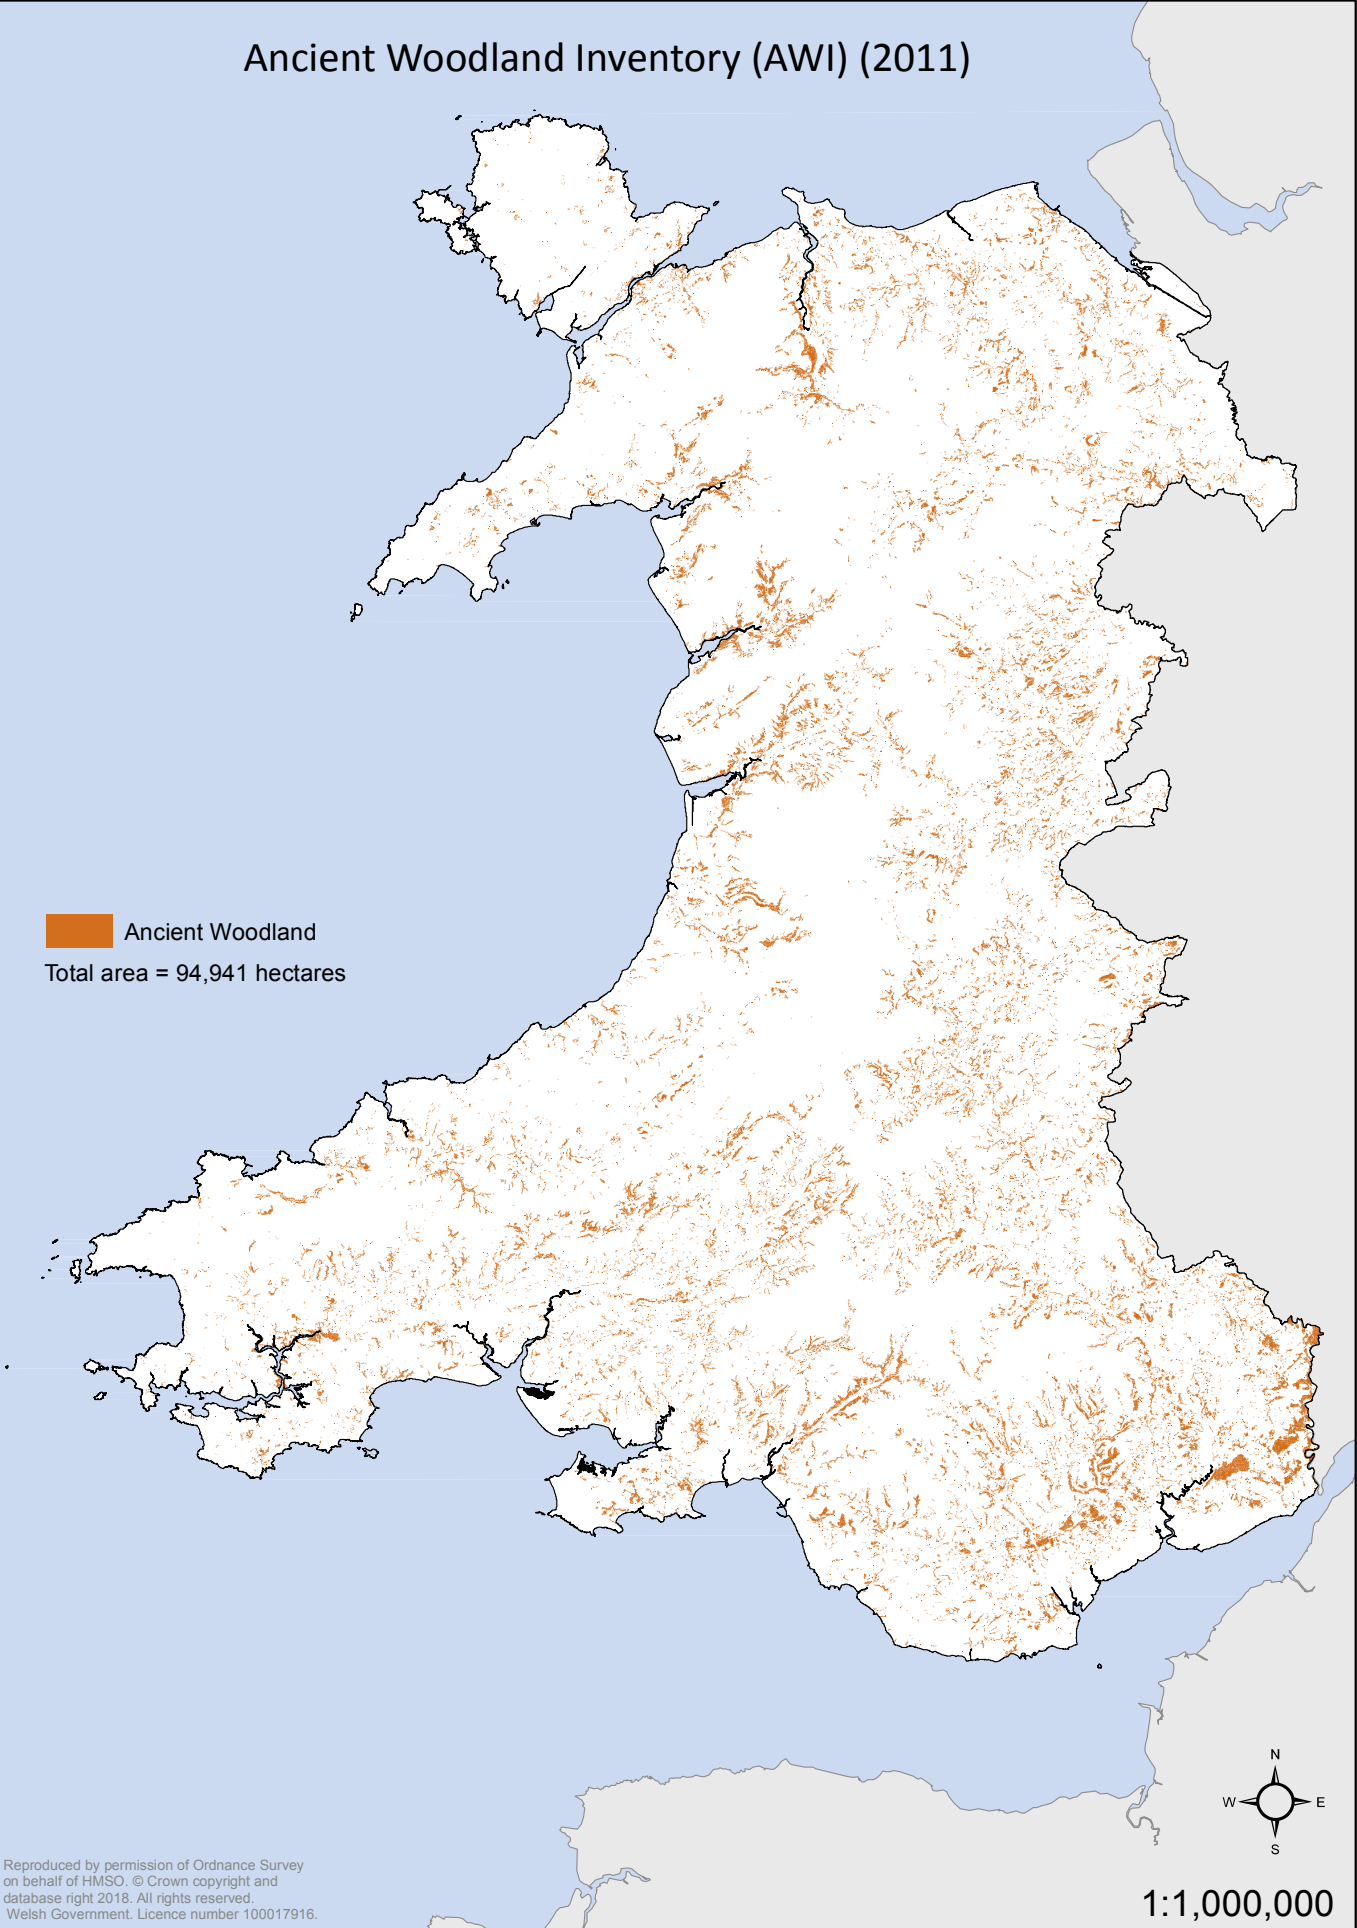 Ancient Woodland Inventory (AWI) (2011)
Ancient Woodland
Total area = 94,941 hectares
N
W E
S
Reproduced by permission of Ordnance Survey
on behalf of HMSO. © Crown copyright and
database right 2018. All rights reserved.
Welsh Government. Licence number 100017916.
1:1,000,000